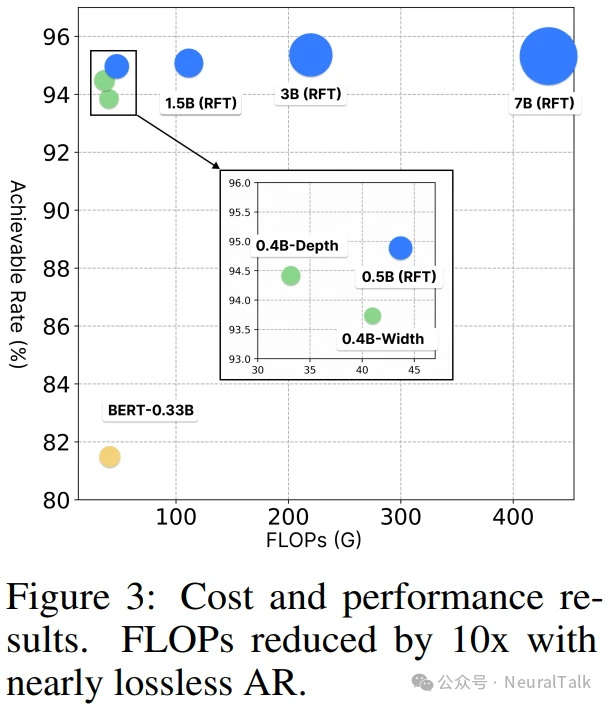 96
94
92
90
88
86
84
82
80
Achievable Rate (%)
1.5B (RFT)
3B (RFT)
7B (RFT)
96.0
95.5
95.0
94.5
94.0
93.5
93.0
0.4B-Depth
0.5B (RFT)
0.4B-Width
30 35 40 45
BERT-0.33B
100 200 300 400
FLOPs (G)
Figure 3: Cost and performance re-
sults. FLOPs reduced by 10x with
nearly lossless AR.
公众号 · NeuralTalk